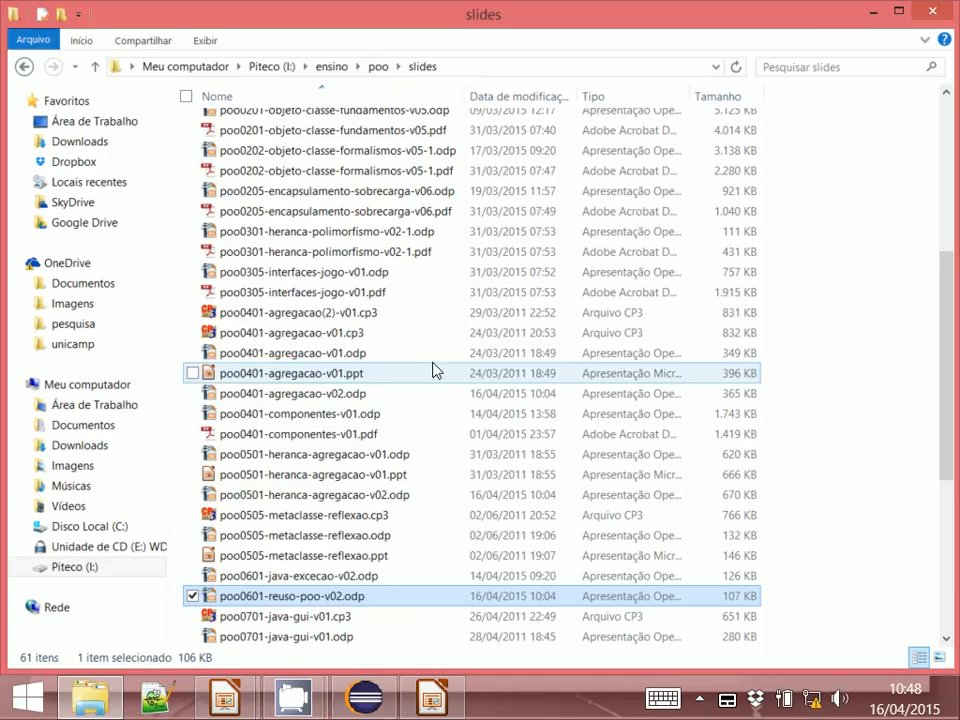 slides
Arquivo Início Compartilhar Exibir
Meu computador Piteco (I:) ensino poo slides Pesquisar slides
Nome Data de modificaç... Tipo Tamanho
Favoritos
Área de Trabalho
Downloads
Dropbox
Locais recentes
SkyDrive
Google Drive
OneDrive
Documentos
Imagens
pesquisa
unicamp
Meu computador
Área de Trabalho
Documentos
Downloads
Imagens
Músicas
Vídeos
Disco Local (C:)
Unidade de CD (E:) WD
Piteco (I:)
Rede
poo0201-objeto-classe-fundamentos-v05.odp 09/03/2015 12:17 Apresentação Ope... 5.125 KB
poo0201-objeto-classe-fundamentos-v05.pdf 31/03/2015 07:40 Adobe Acrobat D... 4.014 KB
poo0202-objeto-classe-formalismos-v05-1.odp 17/03/2015 09:20 Apresentação Ope... 3.138 KB
poo0202-objeto-classe-formalismos-v05-1.pdf 31/03/2015 07:47 Adobe Acrobat D... 2.280 KB
poo0205-encapsulamento-sobrecarga-v06.odp 19/03/2015 11:57 Apresentação Ope... 921 KB
poo0205-encapsulamento-sobrecarga-v06.pdf 31/03/2015 07:49 Adobe Acrobat D... 1.040 KB
poo0301-heranca-polimorfismo-v02-1.odp 31/03/2015 07:53 Apresentação Ope... 111 KB
poo0301-heranca-polimorfismo-v02-1.pdf 31/03/2015 07:53 Adobe Acrobat D... 431 KB
poo0305-interfaces-jogo-v01.odp 31/03/2015 07:52 Apresentação Ope... 757 KB
poo0305-interfaces-jogo-v01.pdf 31/03/2015 07:53 Adobe Acrobat D... 1.915 KB
poo0401-agregacao(2)-v01.cp3 29/03/2011 22:52 Arquivo CP3 831 KB
poo0401-agregacao-v01.cp3 24/03/2011 20:53 Arquivo CP3 832 KB
poo0401-agregacao-v01.odp 24/03/2011 18:49 Apresentação Ope... 349 KB
poo0401-agregacao-v01.ppt 24/03/2011 18:49 Apresentação Micr... 396 KB
poo0401-agregacao-v02.odp 16/04/2015 10:04 Apresentação Ope... 365 KB
poo0401-componentes-v01.odp 14/04/2015 13:58 Apresentação Ope... 1.743 KB
poo0401-componentes-v01.pdf 01/04/2015 23:57 Adobe Acrobat D... 1.419 KB
poo0501-heranca-agregacao-v01.odp 31/03/2011 18:55 Apresentação Ope... 620 KB
poo0501-heranca-agregacao-v01.ppt 31/03/2011 18:55 Apresentação Micr... 666 KB
poo0501-heranca-agregacao-v02.odp 16/04/2015 10:04 Apresentação Ope... 670 KB
poo0505-metaclasse-reflexao.cp3 02/06/2011 20:52 Arquivo CP3 766 KB
poo0505-metaclasse-reflexao.odp 02/06/2011 19:06 Apresentação Ope... 132 KB
poo0505-metaclasse-reflexao.ppt 02/06/2011 19:07 Apresentação Micr... 146 KB
poo0601-java-excecao-v02.odp 14/04/2015 09:20 Apresentação Ope... 126 KB
poo0601-reuso-poo-v02.odp 16/04/2015 10:04 Apresentação Ope... 107 KB
poo0701-java-gui-v01.cp3 26/04/2011 22:49 Arquivo CP3 651 KB
poo0701-java-gui-v01.odp 28/04/2011 18:45 Apresentação Ope... 280 KB
61 itens 1 item selecionado 106 KB
10:48
16/04/2015